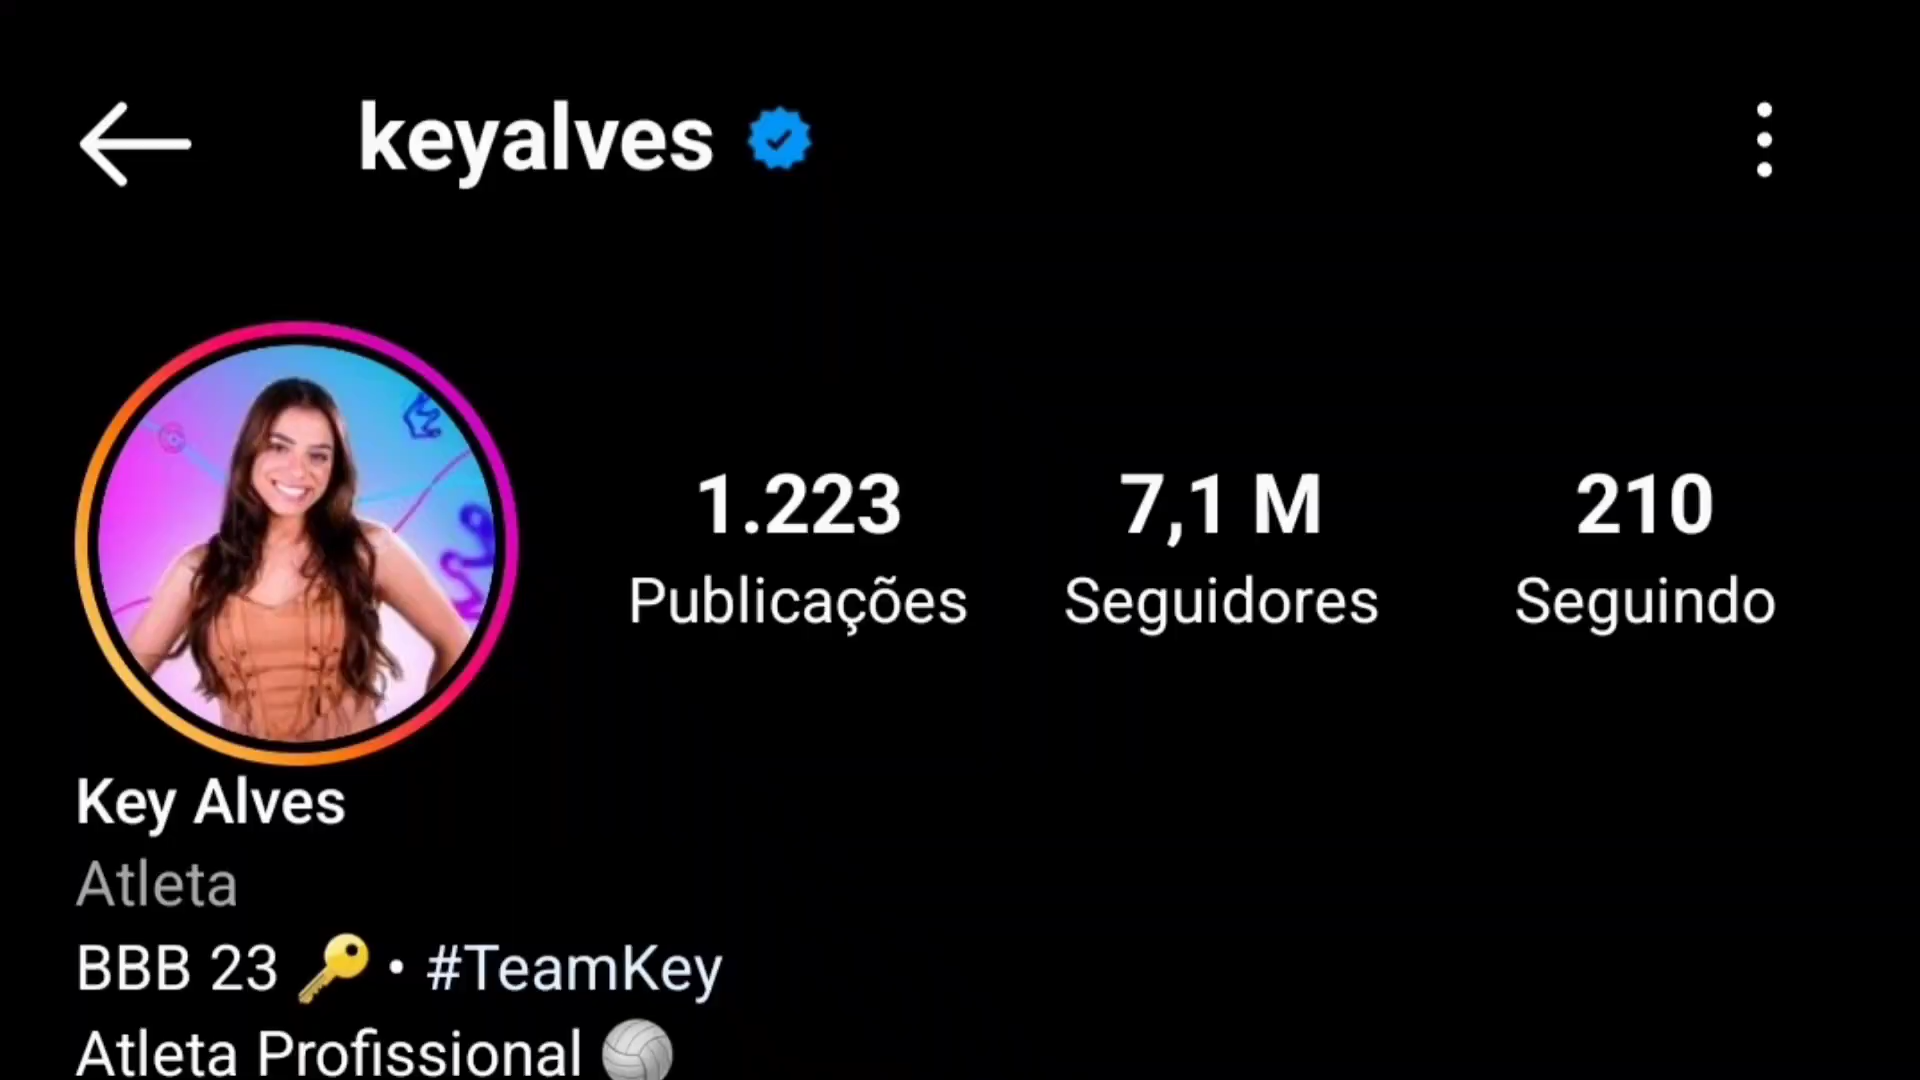 keyalves
1.223 7,1 M 210
Publicações Seguidores Seguindo
Key Alves
Atleta
BBB 23 🔑 • #TeamKey
Atleta Profissional 🏐